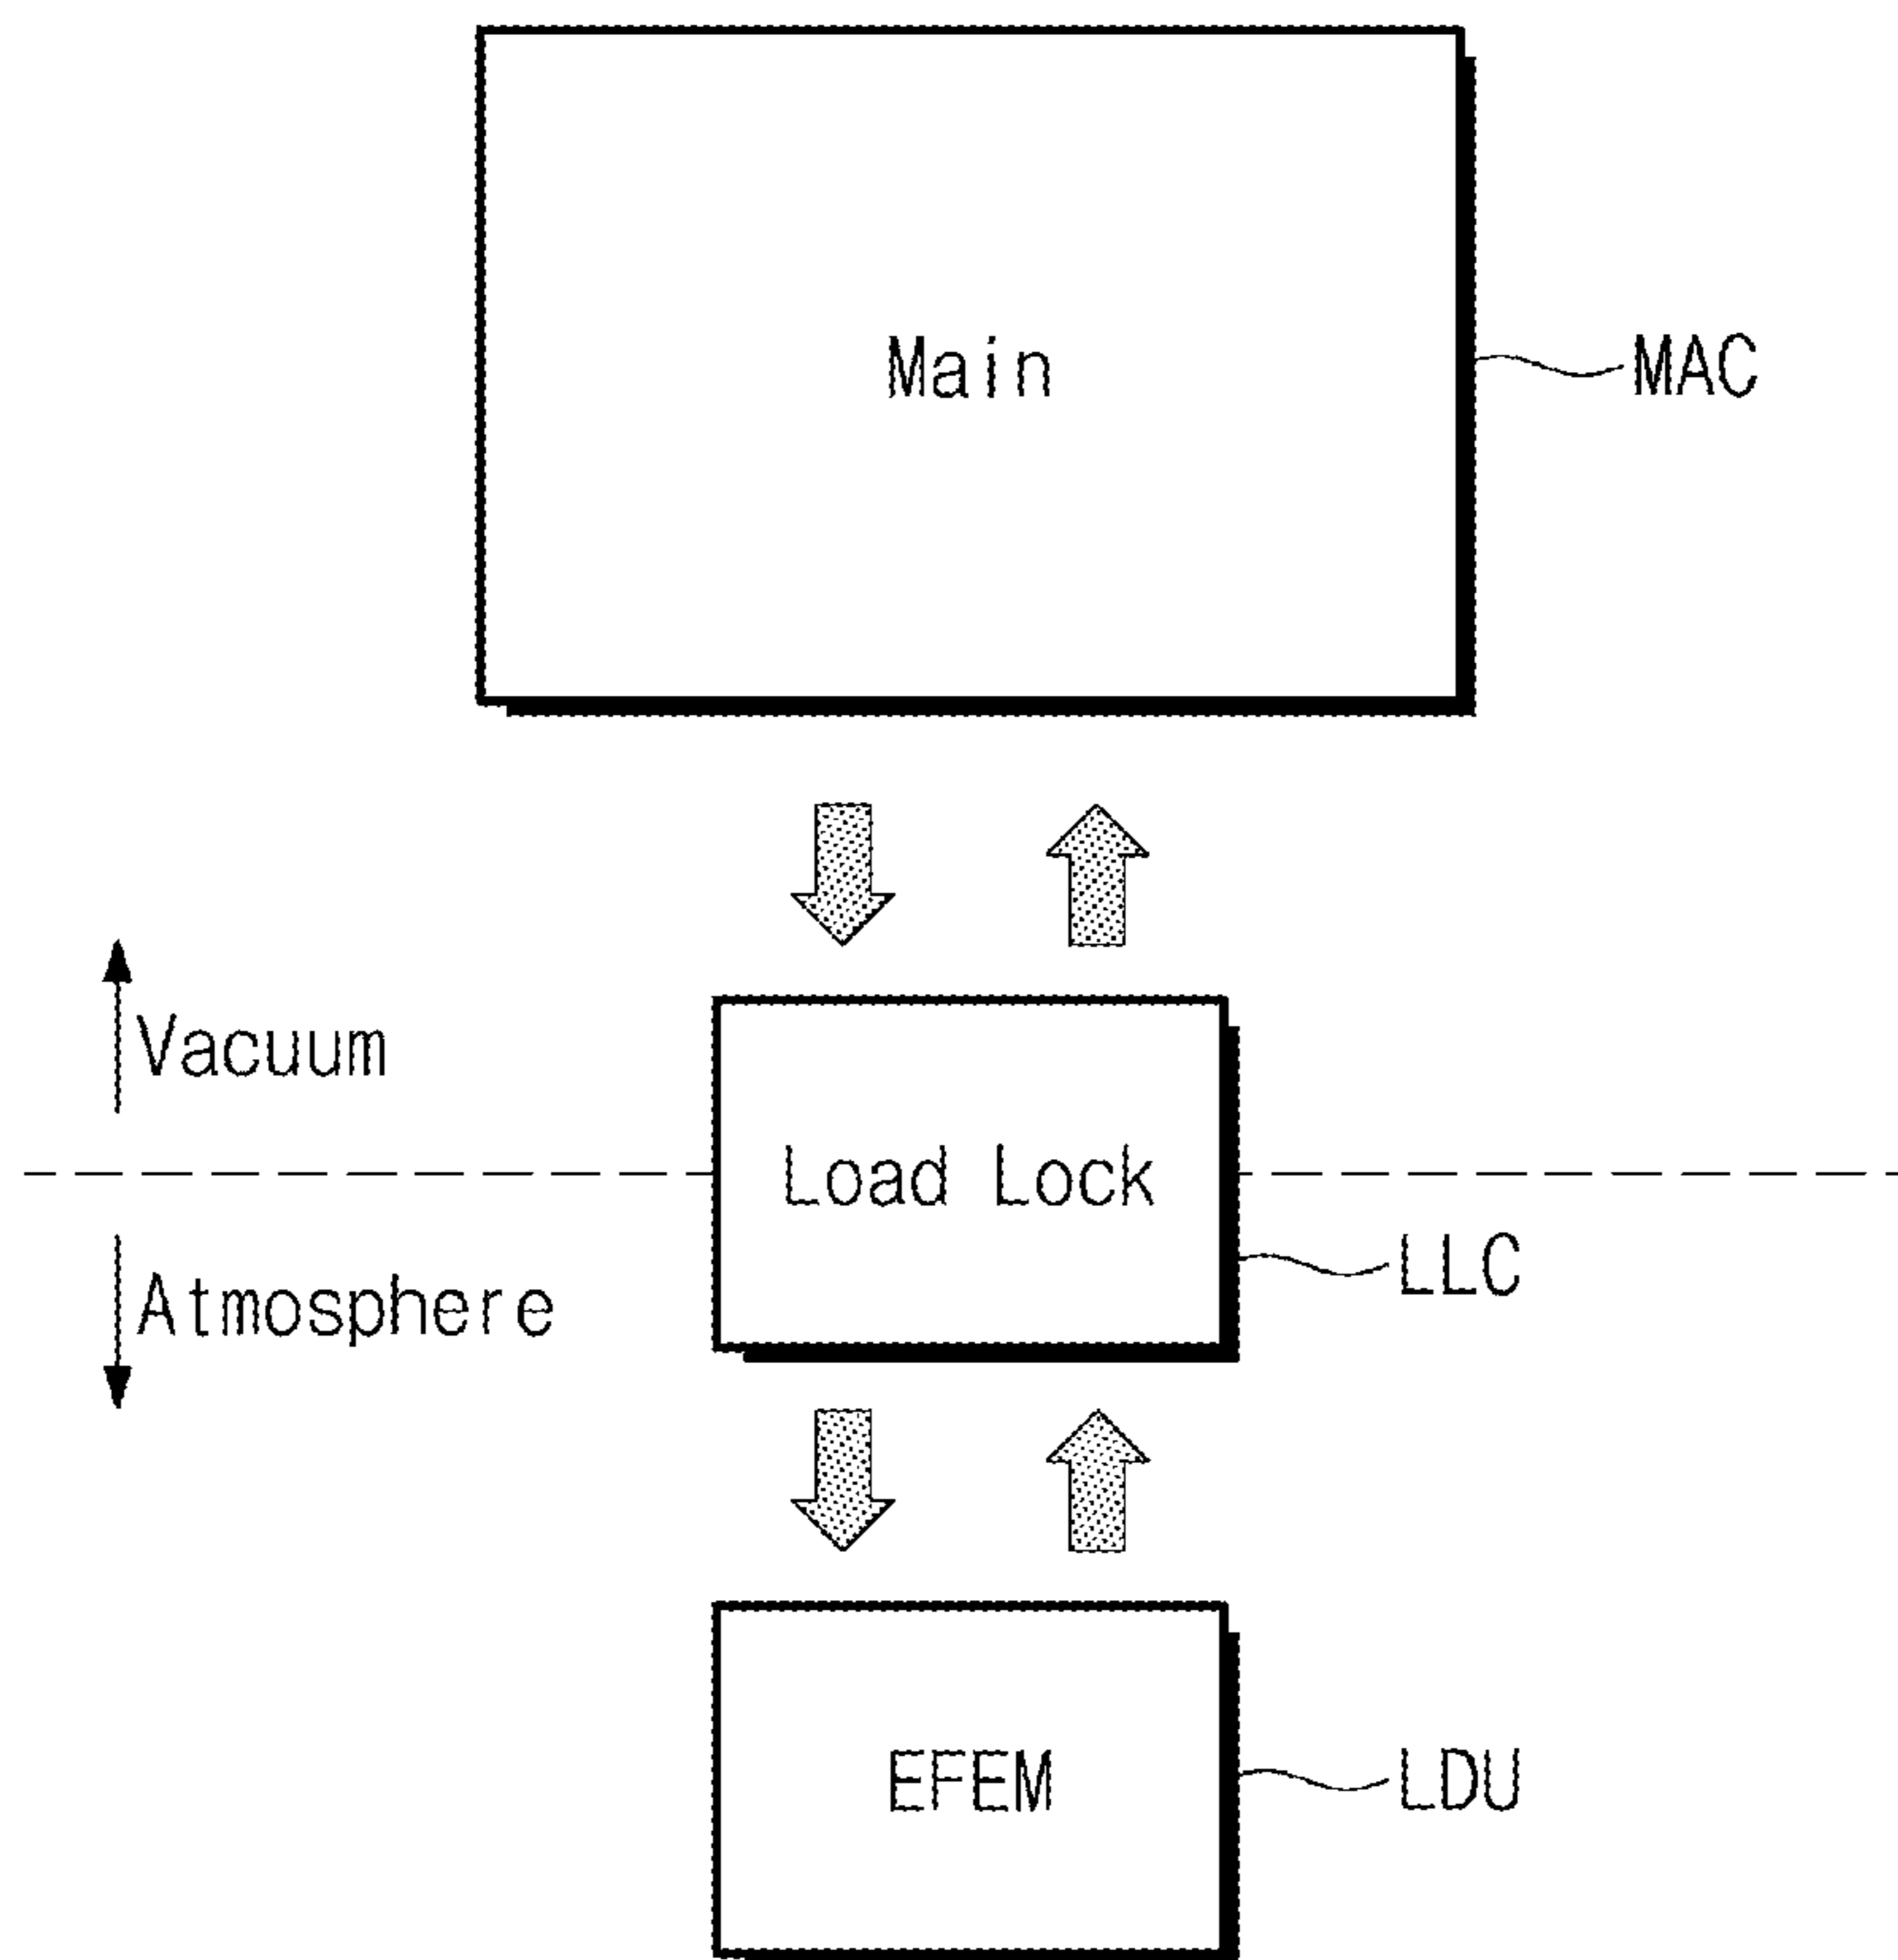 Main
MAC
Vacuum
Load Lock
LLC
Atmosphere
EFEM
LDU